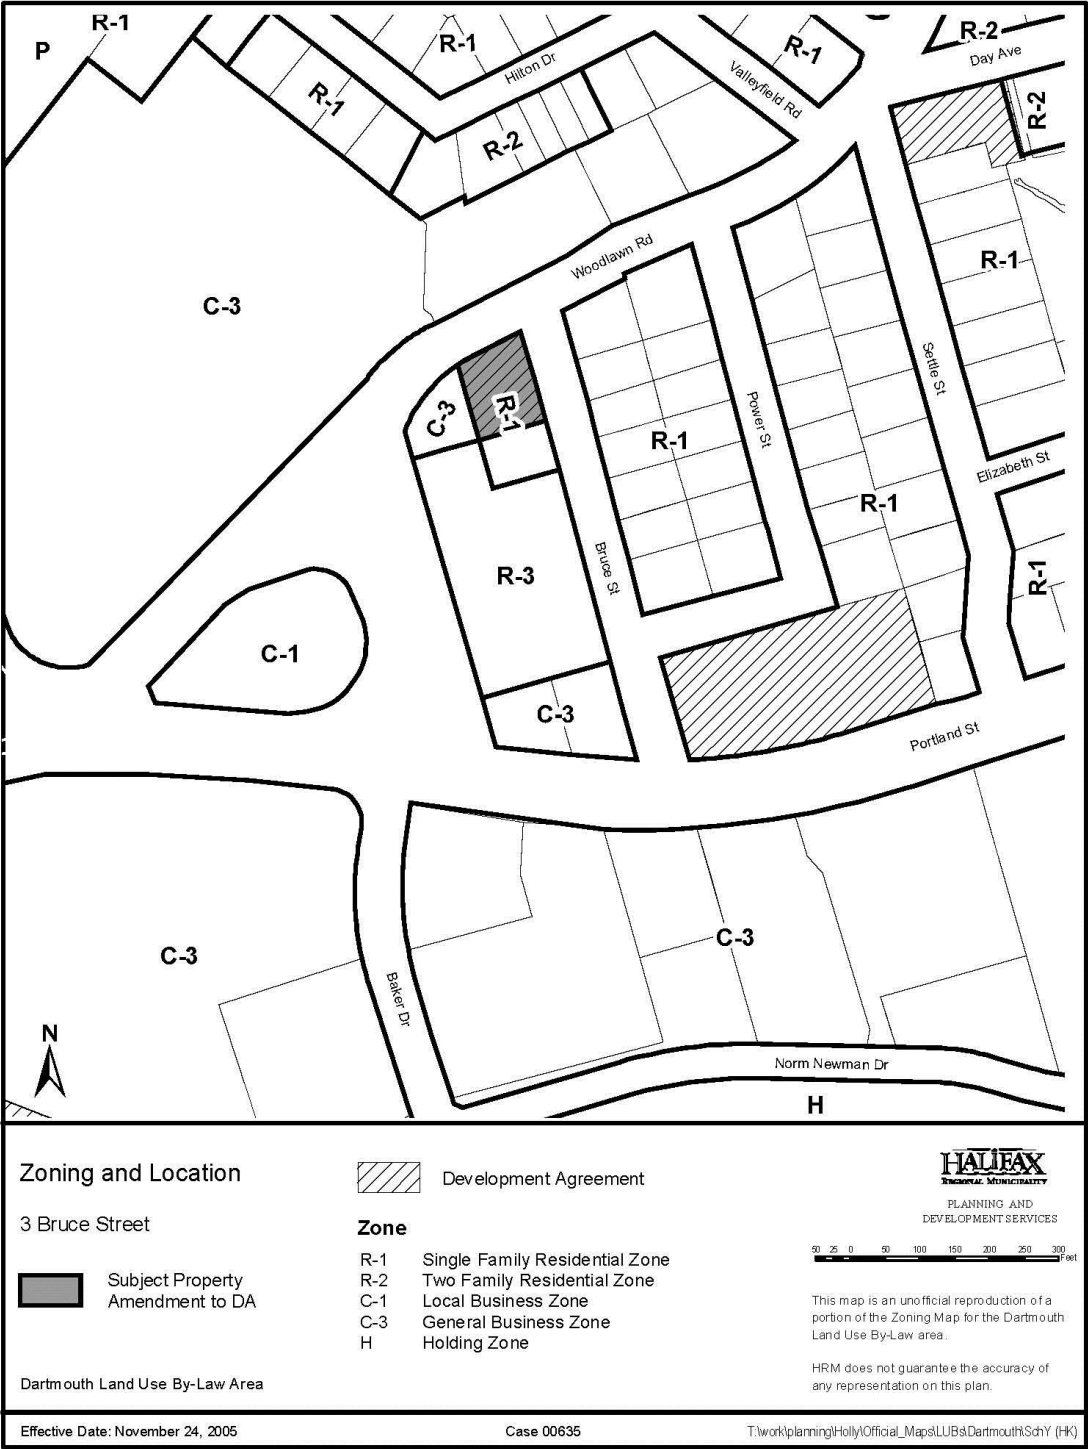 R-1
P
R-1
Hilton Dr
R-1
R-2
Day Ave
Valleyfield Rd
R-1
R-2
R-2
C-3
Woodlawn Rd
R-1
Settle St
Power St
C-3
R-1
R-1
R-1
Elizabeth St
R-3
Bruce St
R-1
C-1
C-3
Portland St
C-3
C-3
Baker Dr
N
Norm Newman Dr
H
Zoning and Location
3 Bruce Street
Subject Property
Amendment to DA
Dartmouth Land Use By-Law Area
Development Agreement
Zone
R-1 Single Family Residential Zone
R-2 Two Family Residential Zone
C-1 Local Business Zone
C-3 General Business Zone
H Holding Zone
HALIFAX
REGIONAL MUNICIPALITY
PLANNING AND
DEVELOPMENT SERVICES
50 25 0 50 100 150 200 250 300
Feet
This map is an unofficial reproduction of a
portion of the Zoning Map for the Dartmouth
Land Use By-Law area.
HRM does not guarantee the accuracy of
any representation on this plan.
Effective Date: November 24, 2005
Case 00635
T:\work\planning\Holly\Official_Maps\LUBs\Dartmouth\SchY (HK)